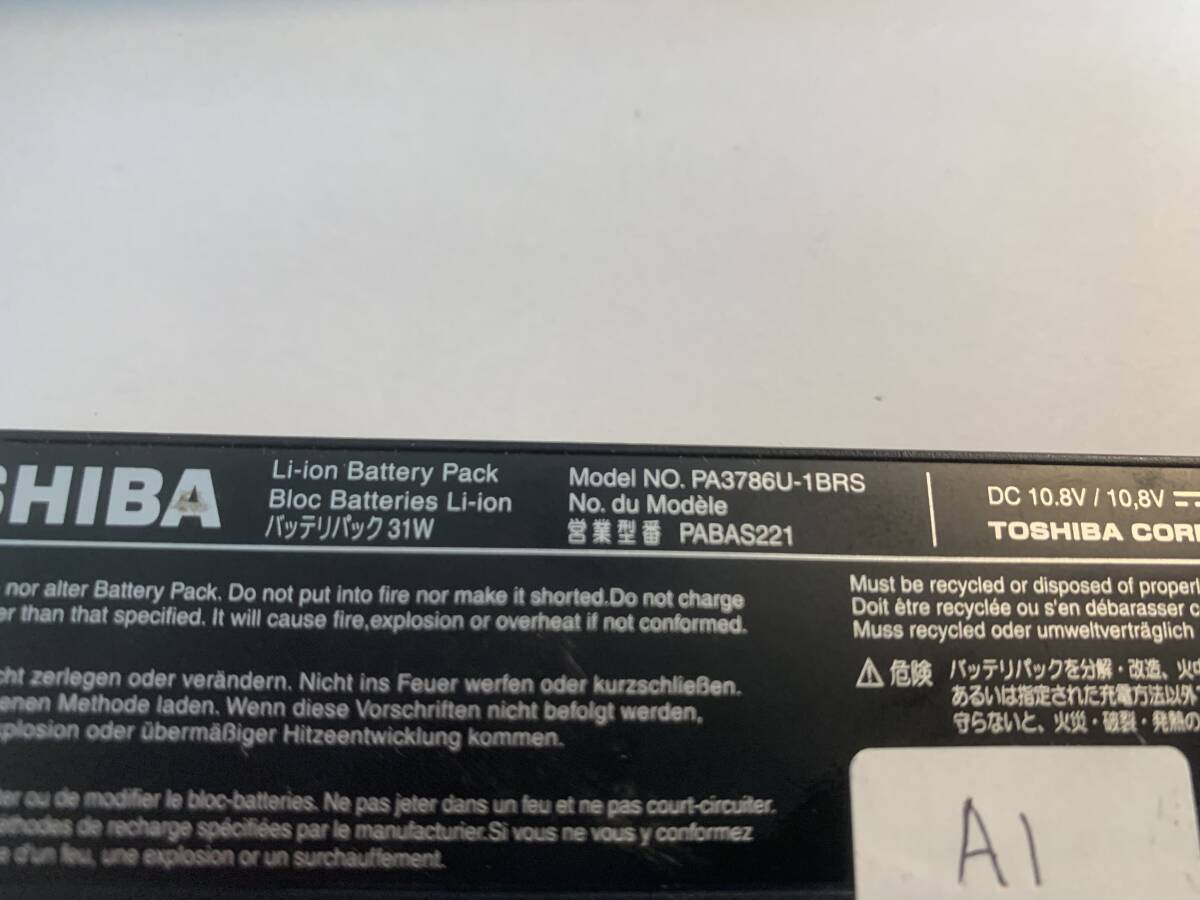 SHIBA
Li-ion Battery Pack
Bloc Batteries Li-ion
バッテリパック 31W
Model NO. PA3786U-1BRS
No. du Modèle
営業型番 PABAS221
DC 10.8V / 10,8V
TOSHIBA COR
nor alter Battery Pack. Do not put into fire nor make it shorted.Do not charge
er than that specified. It will cause fire,explosion or overheat if not conformed.
Must be recycled or disposed of properl
Doit être recyclée ou s'en débarasser c
Muss recycled oder umweltverträglich
cht zerlegen oder verändern. Nicht ins Feuer werfen oder kurzschließen.
enen Methode laden. Wenn diese Vorschriften nicht befolgt werden,
plosion oder übermäßiger Hitzeentwicklung kommen.
⚠ 危険 バッテリパックを分解・改造、火中
あるいは指定された充電方法以外
守らないと、火災・破裂・発熱の
ter ou de modifier le bloc-batteries. Ne pas jeter dans un feu et ne pas court-circuiter.
éthodes de recharge spécifiées par le manufacturier.Si vous ne vous y conformez
e d'un feu, une explosion or un surchauffement.
A1